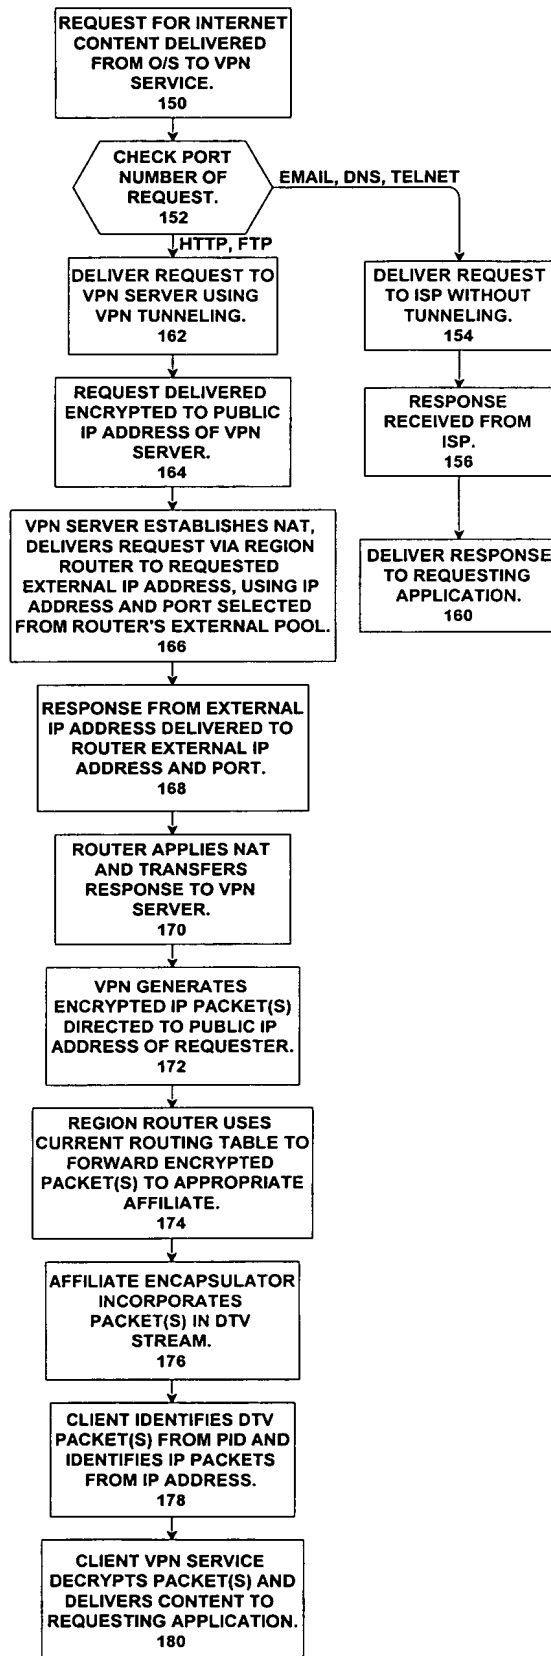 REQUEST FOR INTERNET
CONTENT DELIVERED
FROM O/S TO VPN
SERVICE.
150
CHECK PORT
NUMBER OF
REQUEST.
152
EMAIL, DNS, TELNET
HTTP, FTP
DELIVER REQUEST TO
VPN SERVER USING
VPN TUNNELING.
162
DELIVER REQUEST
TO ISP WITHOUT
TUNNELING.
154
REQUEST DELIVERED
ENCRYPTED TO PUBLIC
IP ADDRESS OF VPN
SERVER.
164
RESPONSE
RECEIVED FROM
ISP.
156
VPN SERVER ESTABLISHES NAT,
DELIVERS REQUEST VIA REGION
ROUTER TO REQUESTED
EXTERNAL IP ADDRESS, USING IP
ADDRESS AND PORT SELECTED
FROM ROUTER'S EXTERNAL POOL.
166
DELIVER RESPONSE
TO REQUESTING
APPLICATION.
160
RESPONSE FROM EXTERNAL
IP ADDRESS DELIVERED TO
ROUTER EXTERNAL IP
ADDRESS AND PORT.
168
ROUTER APPLIES NAT
AND TRANSFERS
RESPONSE TO VPN
SERVER.
170
VPN GENERATES
ENCRYPTED IP PACKET(S)
DIRECTED TO PUBLIC IP
ADDRESS OF REQUESTER.
172
REGION ROUTER USES
CURRENT ROUTING TABLE TO
FORWARD ENCRYPTED
PACKET(S) TO APPROPRIATE
AFFILIATE.
174
AFFILIATE ENCAPSULATOR
INCORPORATES
PACKET(S) IN DTV
STREAM.
176
CLIENT IDENTIFIES DTV
PACKET(S) FROM PID AND
IDENTIFIES IP PACKETS
FROM IP ADDRESS.
178
CLIENT VPN SERVICE
DECRYPTS PACKET(S) AND
DELIVERS CONTENT TO
REQUESTING APPLICATION.
180